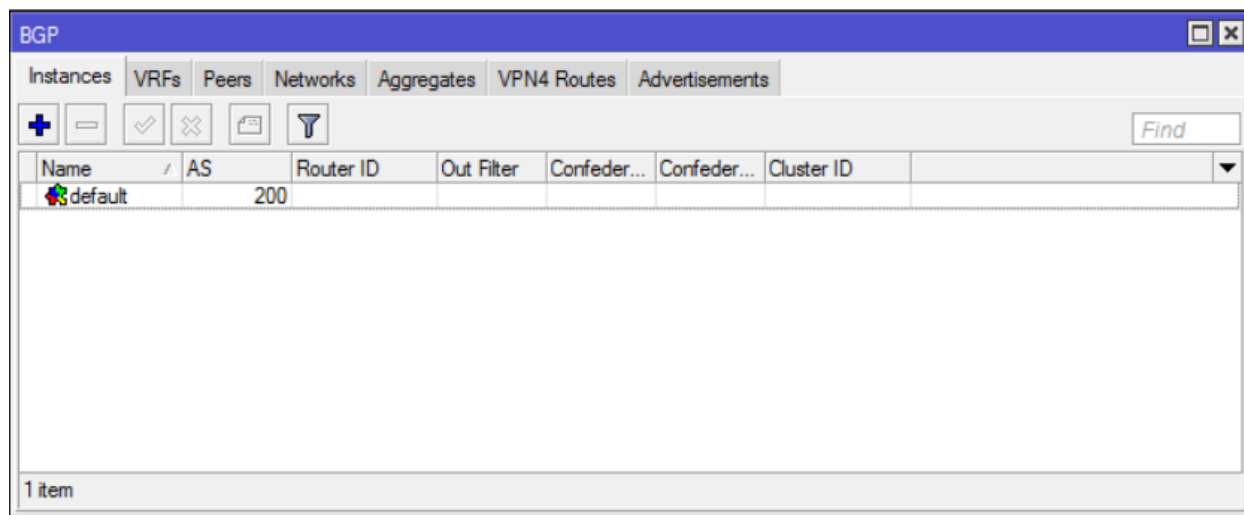 BGP
Instances VRFs Peers Networks Aggregates VPN4 Routes Advertisements
Find
Name AS Router ID Out Filter Confeder... Confeder... Cluster ID
default 200
1 item